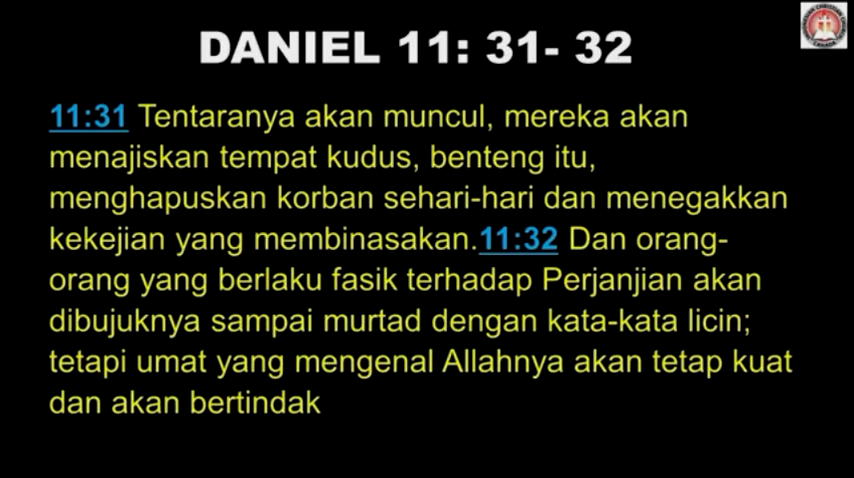 DANIEL 11: 31- 32
11:31 Tentaranya akan muncul, mereka akan
menajiskan tempat kudus, benteng itu,
menghapuskan korban sehari-hari dan menegakkan
kekejian yang membinasakan.11:32 Dan orang-
orang yang berlaku fasik terhadap Perjanjian akan
dibujuknya sampai murtad dengan kata-kata licin;
tetapi umat yang mengenal Allahnya akan tetap kuat
dan akan bertindak